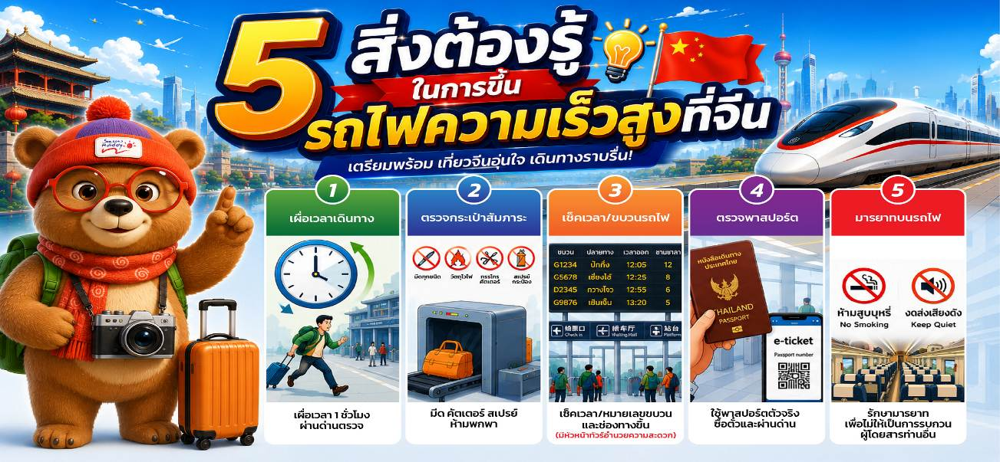 5
สิ่งต้องรู้
ในการขึ้น
รถไฟความเร็วสูงที่จีน
เตรียมพร้อม เที่ยวจีนอุ่นใจ เดินทางราบรื่น!
Season's
Holiday
1
เผื่อเวลาเดินทาง
เผื่อเวลา 1 ชั่วโมง
ผ่านด่านตรวจ
2
ตรวจกระเป๋าสัมภาระ
มีดทุกชนิด
วัตถุไวไฟ
กรรไกร
คัตเตอร์
สเปรย์
กระป๋อง
มีด คัตเตอร์ สเปรย์
ห้ามพกพา
3
เช็คเวลา/ขบวนรถไฟ
ขบวน ปลายทาง เวลาออก ชานชาลา
G1234 ปักกิ่ง 12:05 12
G5678 เซี่ยงไฮ้ 12:25 8
D2345 กวางโจว 12:55 6
G9876 เซินเจิ้น 13:20 5
Check in
站台
Platform
เช็คเวลา/หมายเลขขบวน
และช่องทางขึ้น
(มีหัวหน้าทัวร์อำนวยความสะดวก)
4
ตรวจพาสปอร์ต
หนังสือเดินทาง
ประเทศไทย
THAILAND
PASSPORT
e-ticket
Passport number
ใช้พาสปอร์ตตัวจริง
ซื้อตั๋วและผ่านด่าน
5
มารยาทบนรถไฟ
ห้ามสูบบุหรี่
No Smoking
งดส่งเสียงดัง
Keep Quiet
รักษามารยาท
เพื่อไม่ให้เป็นการรบกวน
ผู้โดยสารท่านอื่น